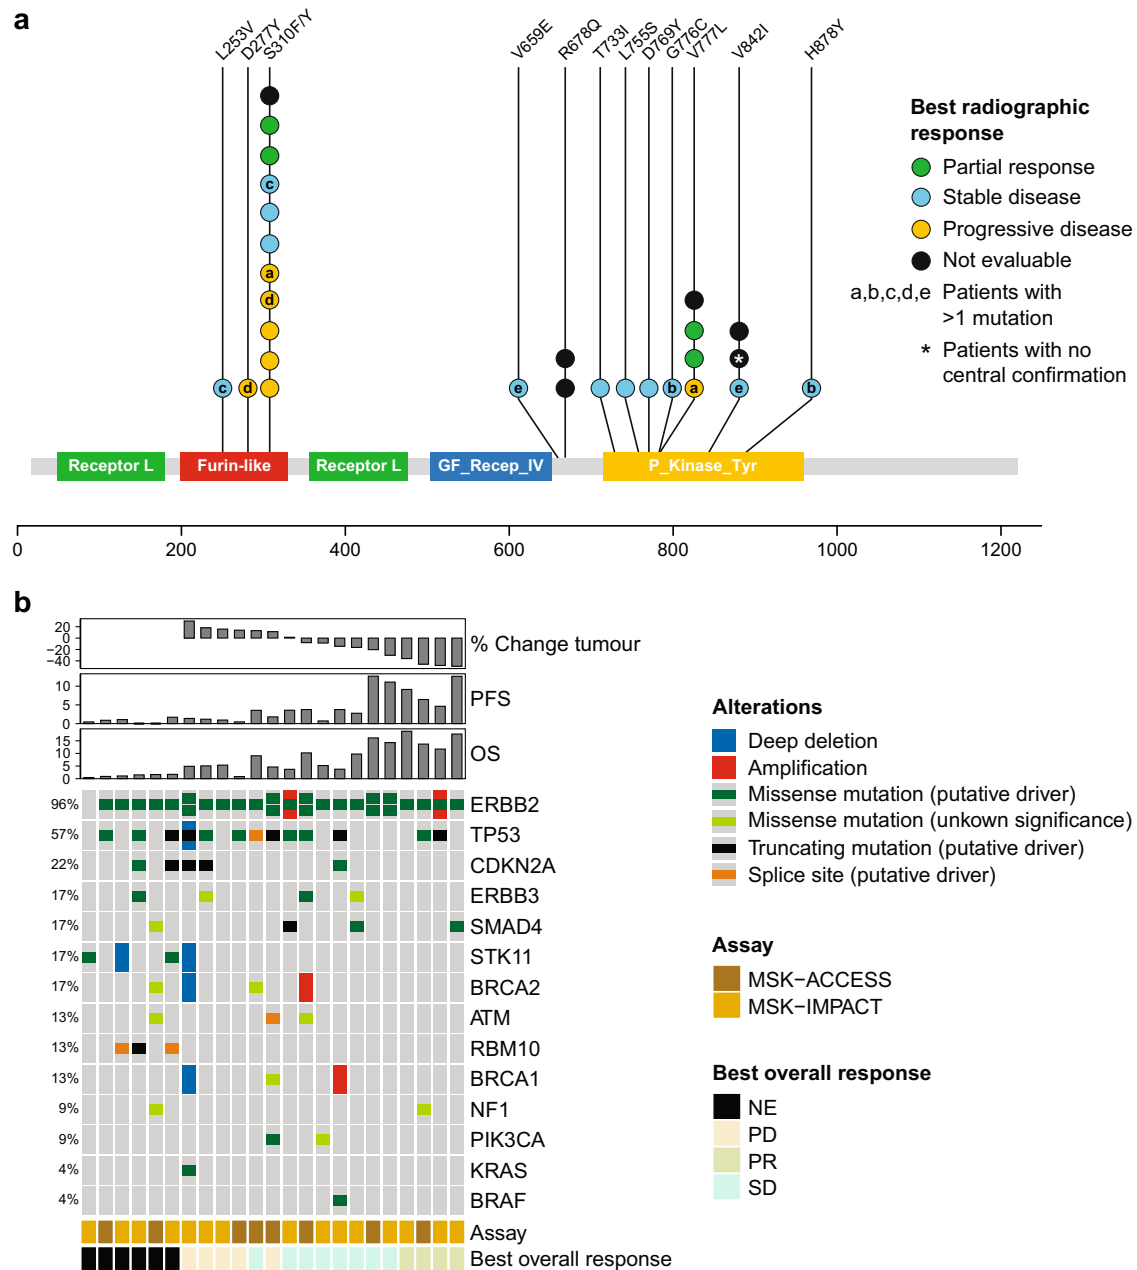 a
L253V
D277Y
S310F/Y
V659E
R678Q
T733I
L755S
D769Y
G776C
V777L
V842I
H878Y
Best radiographic
response
Partial response
Stable disease
Progressive disease
Not evaluable
a,b,c,d,e Patients with
>1 mutation
* Patients with no
central confirmation
c
a
d
*
c d e b a e b
Receptor L Furin-like Receptor L GF_Recep_IV P_Kinase_Tyr
0 200 400 600 800 1000 1200
b
20
0
−20
−40
% Change tumour
10
5
0
PFS
15
10
5
0
OS
96% ERBB2
57% TP53
22% CDKN2A
17% ERBB3
17% SMAD4
17% STK11
17% BRCA2
13% ATM
13% RBM10
13% BRCA1
9% NF1
9% PIK3CA
4% KRAS
4% BRAF
Assay
Best overall response
Alterations
Deep deletion
Amplification
Missense mutation (putative driver)
Missense mutation (unkown significance)
Truncating mutation (putative driver)
Splice site (putative driver)
Assay
MSK−ACCESS
MSK−IMPACT
Best overall response
NE
PD
PR
SD